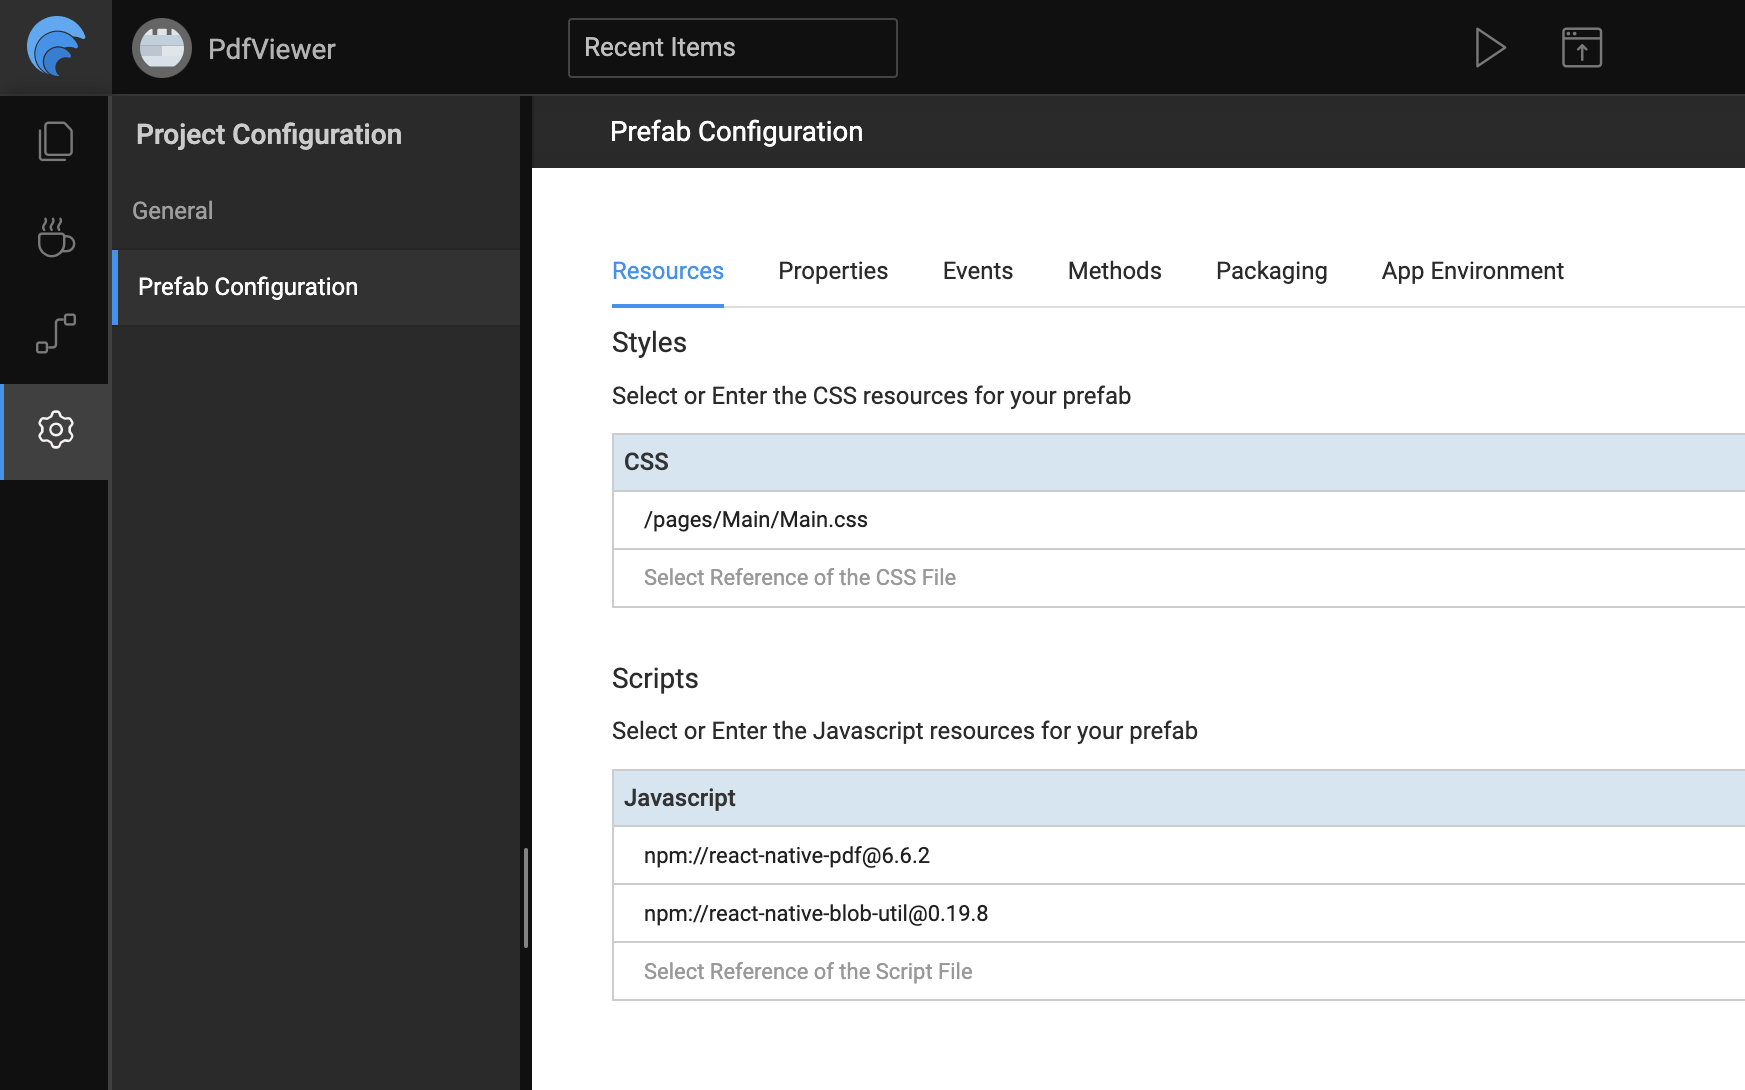 PdfViewer
Recent Items
Project Configuration
General
Prefab Configuration
Prefab Configuration
Resources Properties Events Methods Packaging App Environment
Styles
Select or Enter the CSS resources for your prefab
CSS
/pages/Main/Main.css
Select Reference of the CSS File
Scripts
Select or Enter the Javascript resources for your prefab
Javascript
npm://react-native-pdf@6.6.2
npm://react-native-blob-util@0.19.8
Select Reference of the Script File